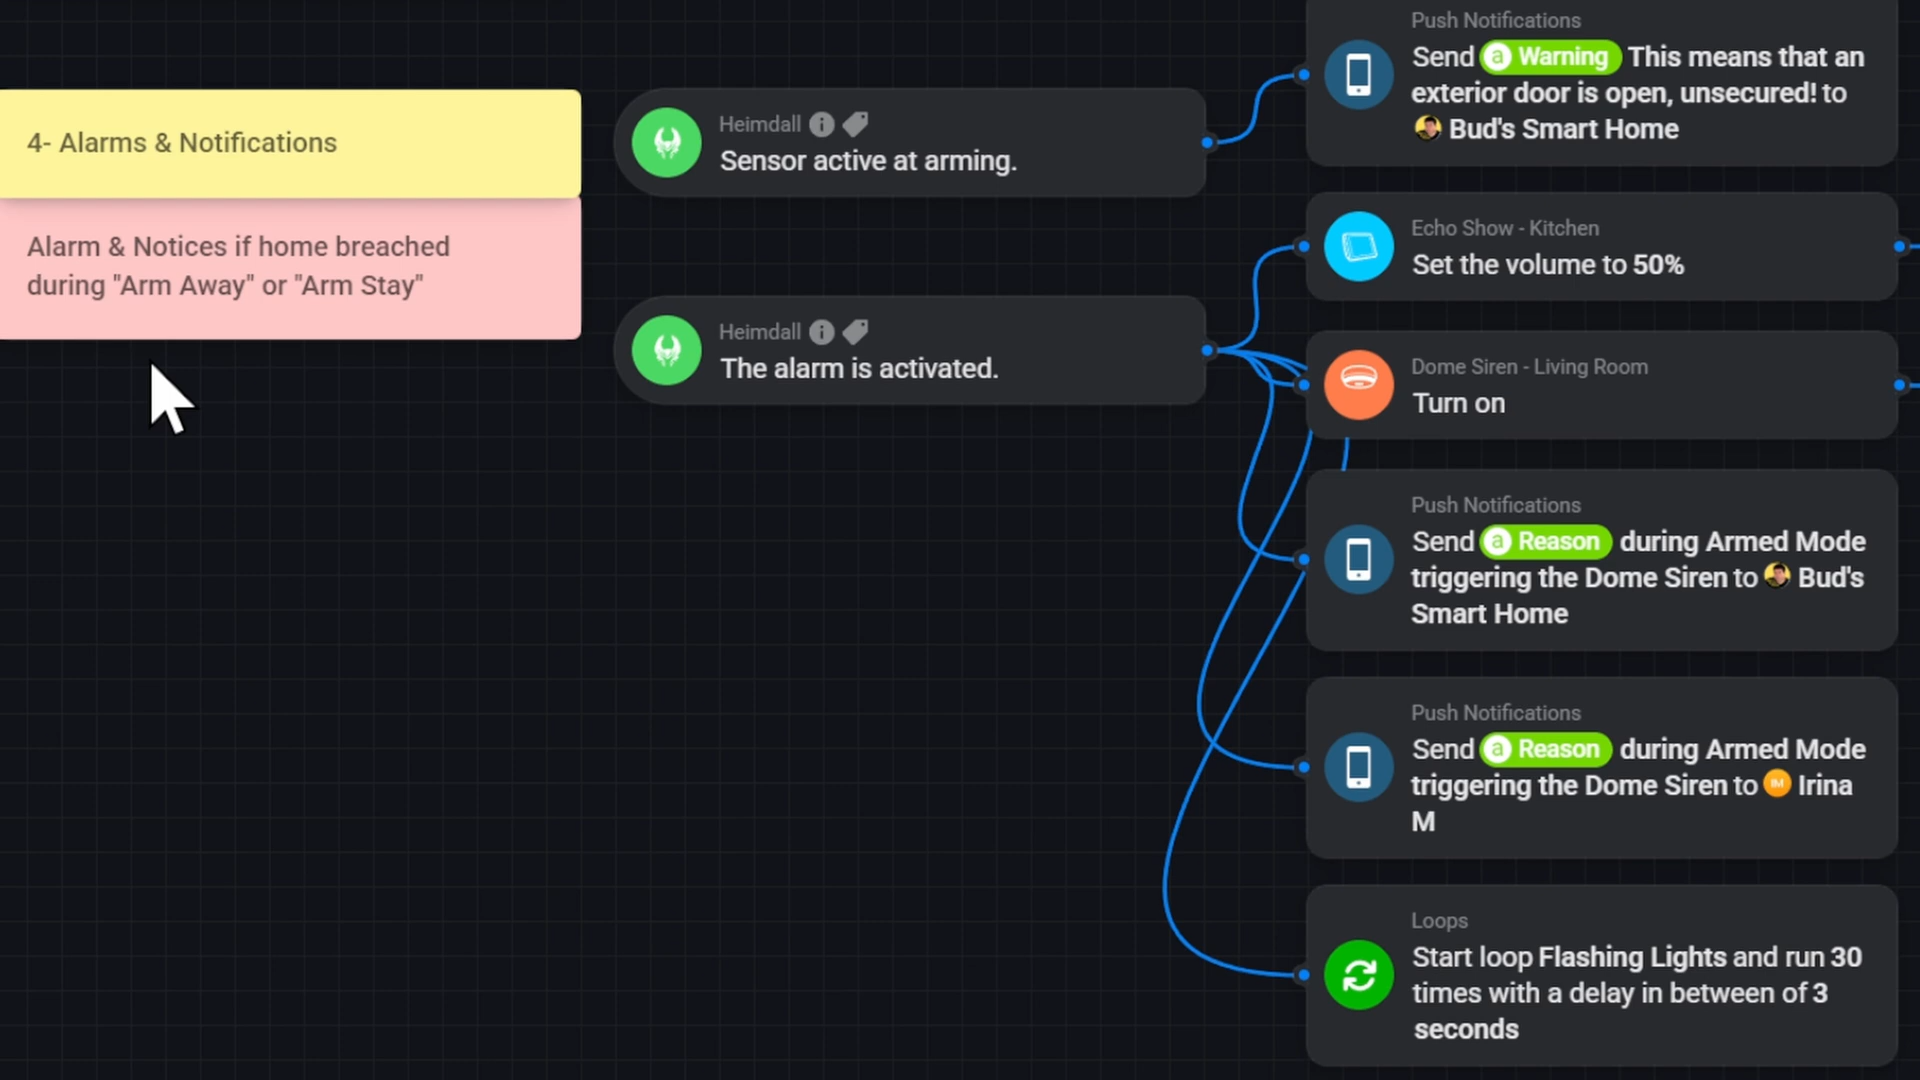 4- Alarms & Notifications
Alarm & Notices if home breached
during "Arm Away" or "Arm Stay"
Heimdall
Sensor active at arming.
Heimdall
The alarm is activated.
Push Notifications
Send a Warning This means that an
exterior door is open, unsecured! to
Bud's Smart Home
Echo Show - Kitchen
Set the volume to 50%
Dome Siren - Living Room
Turn on
Push Notifications
Send a Reason during Armed Mode
triggering the Dome Siren to Bud's
Smart Home
Push Notifications
Send a Reason during Armed Mode
triggering the Dome Siren to IM Irina
M
Loops
Start loop Flashing Lights and run 30
times with a delay in between of 3
seconds